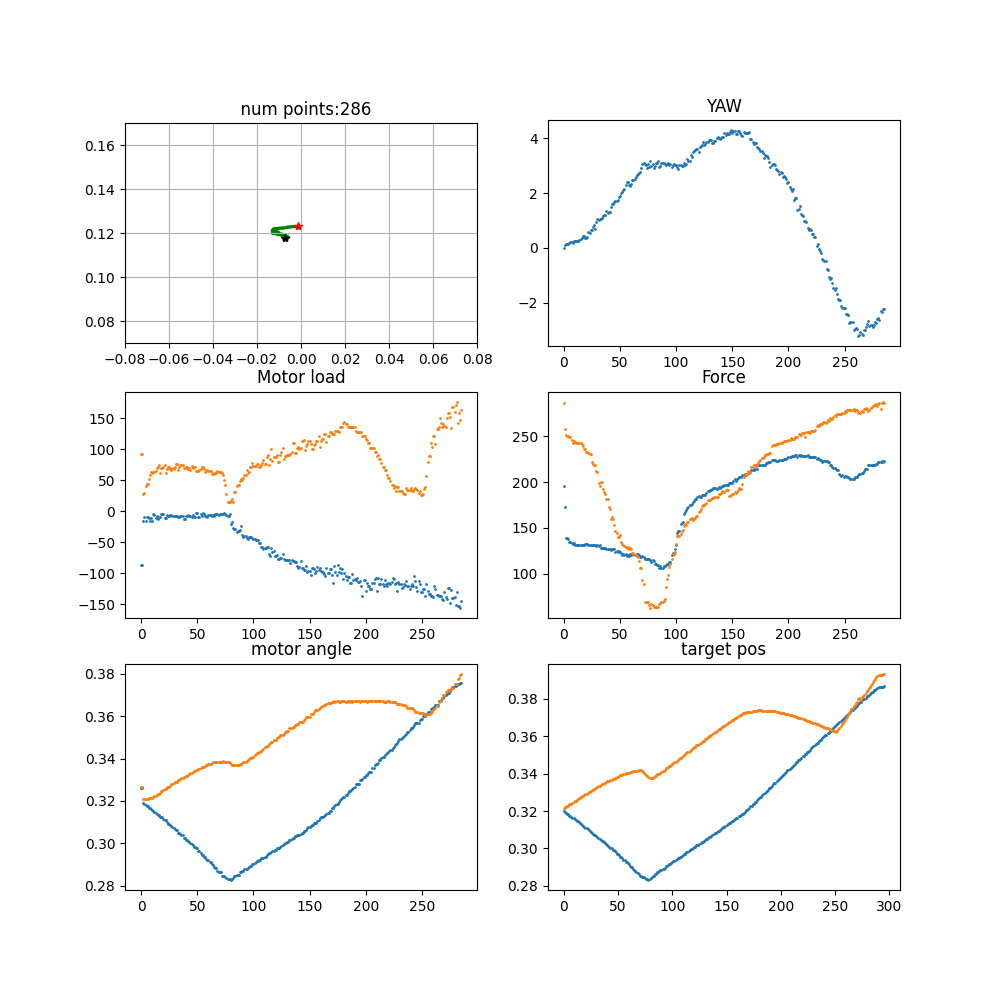 num points:286
YAW
0.16
0.14
0.12
0.10
0.08
−0.08 −0.06 −0.04 −0.02 0.00 0.02 0.04 0.06 0.08
4
2
0
−2
0 50 100 150 200 250
Motor load
Force
150
100
50
0
−50
−100
−150
0 50 100 150 200 250
250
200
150
100
0 50 100 150 200 250
motor angle
target pos
0.38
0.36
0.34
0.32
0.30
0.28
0 50 100 150 200 250
0.38
0.36
0.34
0.32
0.30
0.28
0 50 100 150 200 250 300